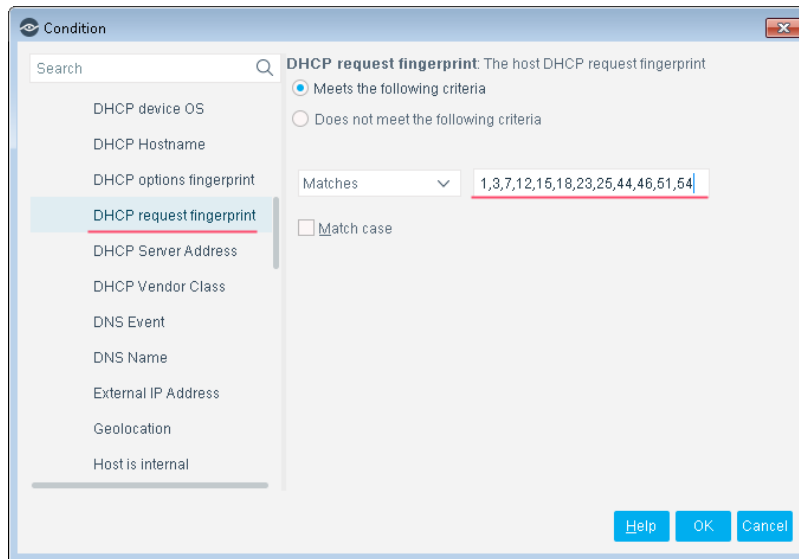 Condition
Search
DHCP device OS
DHCP Hostname
DHCP options fingerprint
DHCP request fingerprint
DHCP Server Address
DHCP Vendor Class
DNS Event
DNS Name
External IP Address
Geolocation
Host is internal
DHCP request fingerprint: The host DHCP request fingerprint
Meets the following criteria
Does not meet the following criteria
Matches
1,3,7,12,15,18,23,25,44,46,51,54
Match case
Help
OK
Cancel